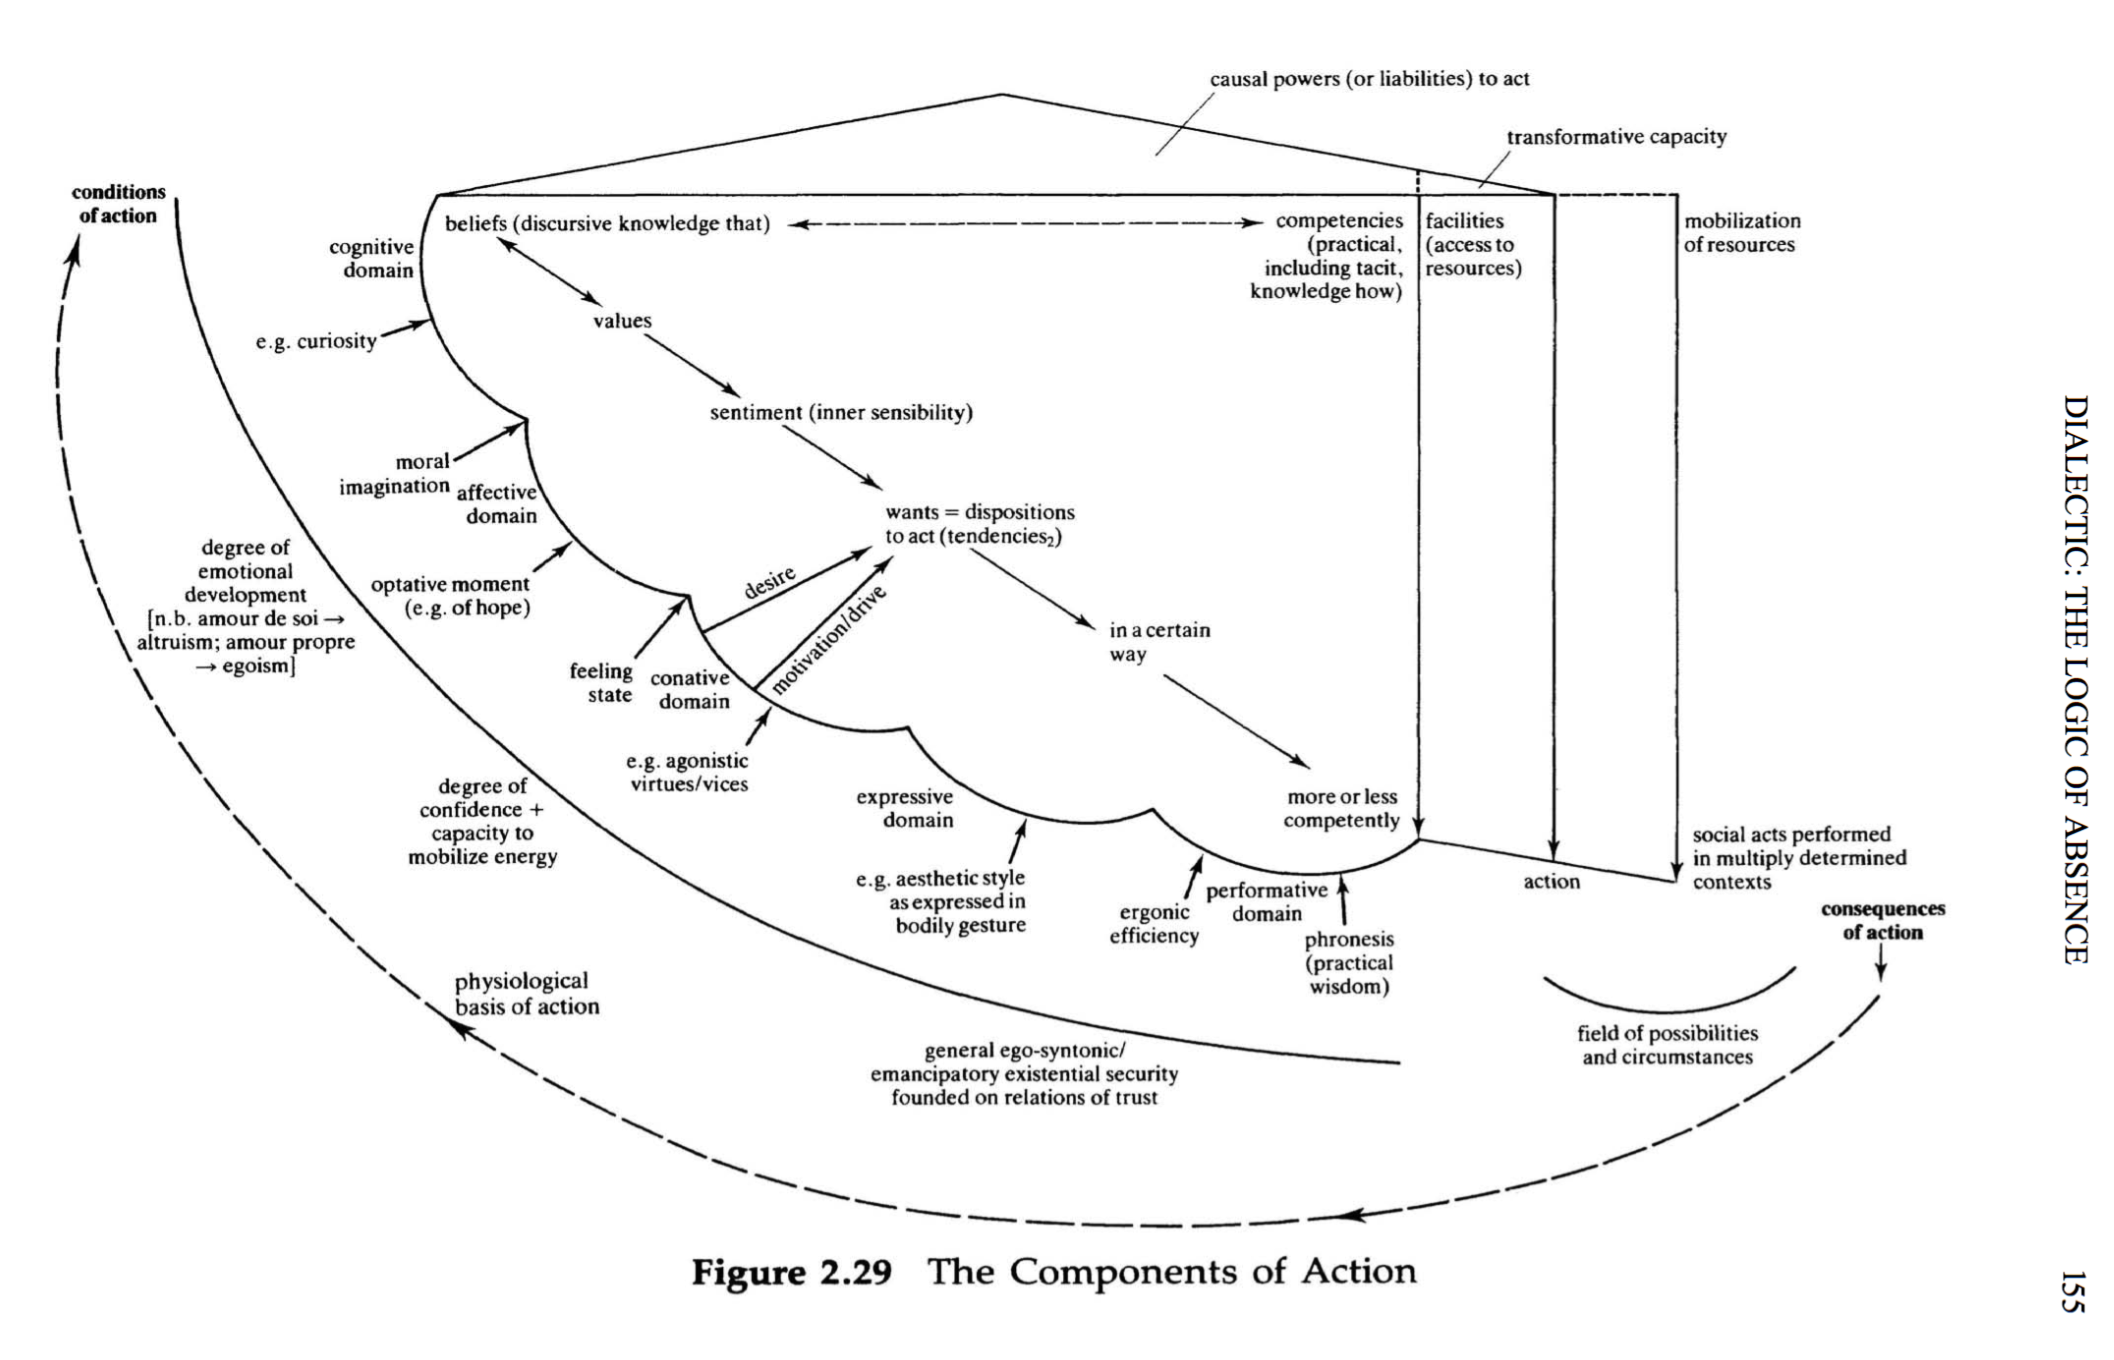 causal powers (or liabilities) to act
transformative capacity
conditions
of action
beliefs (discursive knowledge that)
competencies
(practical,
including tacit,
knowledge how)
facilities
(access to
resources)
mobilization
of resources
cognitive
domain
e.g. curiosity
values
sentiment (inner sensibility)
moral
imagination
affective
domain
wants = dispositions
to act (tendencies₂)
optative moment
(e.g. of hope)
desire
motivation/drive
degree of
emotional
development
[n.b. amour de soi →
altruism; amour propre
→ egoism]
in a certain
way
feeling
state
conative
domain
e.g. agonistic
virtues/vices
degree of
confidence +
capacity to
mobilize energy
expressive
domain
more or less
competently
e.g. aesthetic style
as expressed in
bodily gesture
ergonic
efficiency
performative
domain
phronesis
(practical
wisdom)
action
social acts performed
in multiply determined
contexts
consequences
of action
physiological
basis of action
field of possibilities
and circumstances
general ego-syntonic/
emancipatory existential security
founded on relations of trust
Figure 2.29 The Components of Action
DIALECTIC: THE LOGIC OF ABSENCE
155